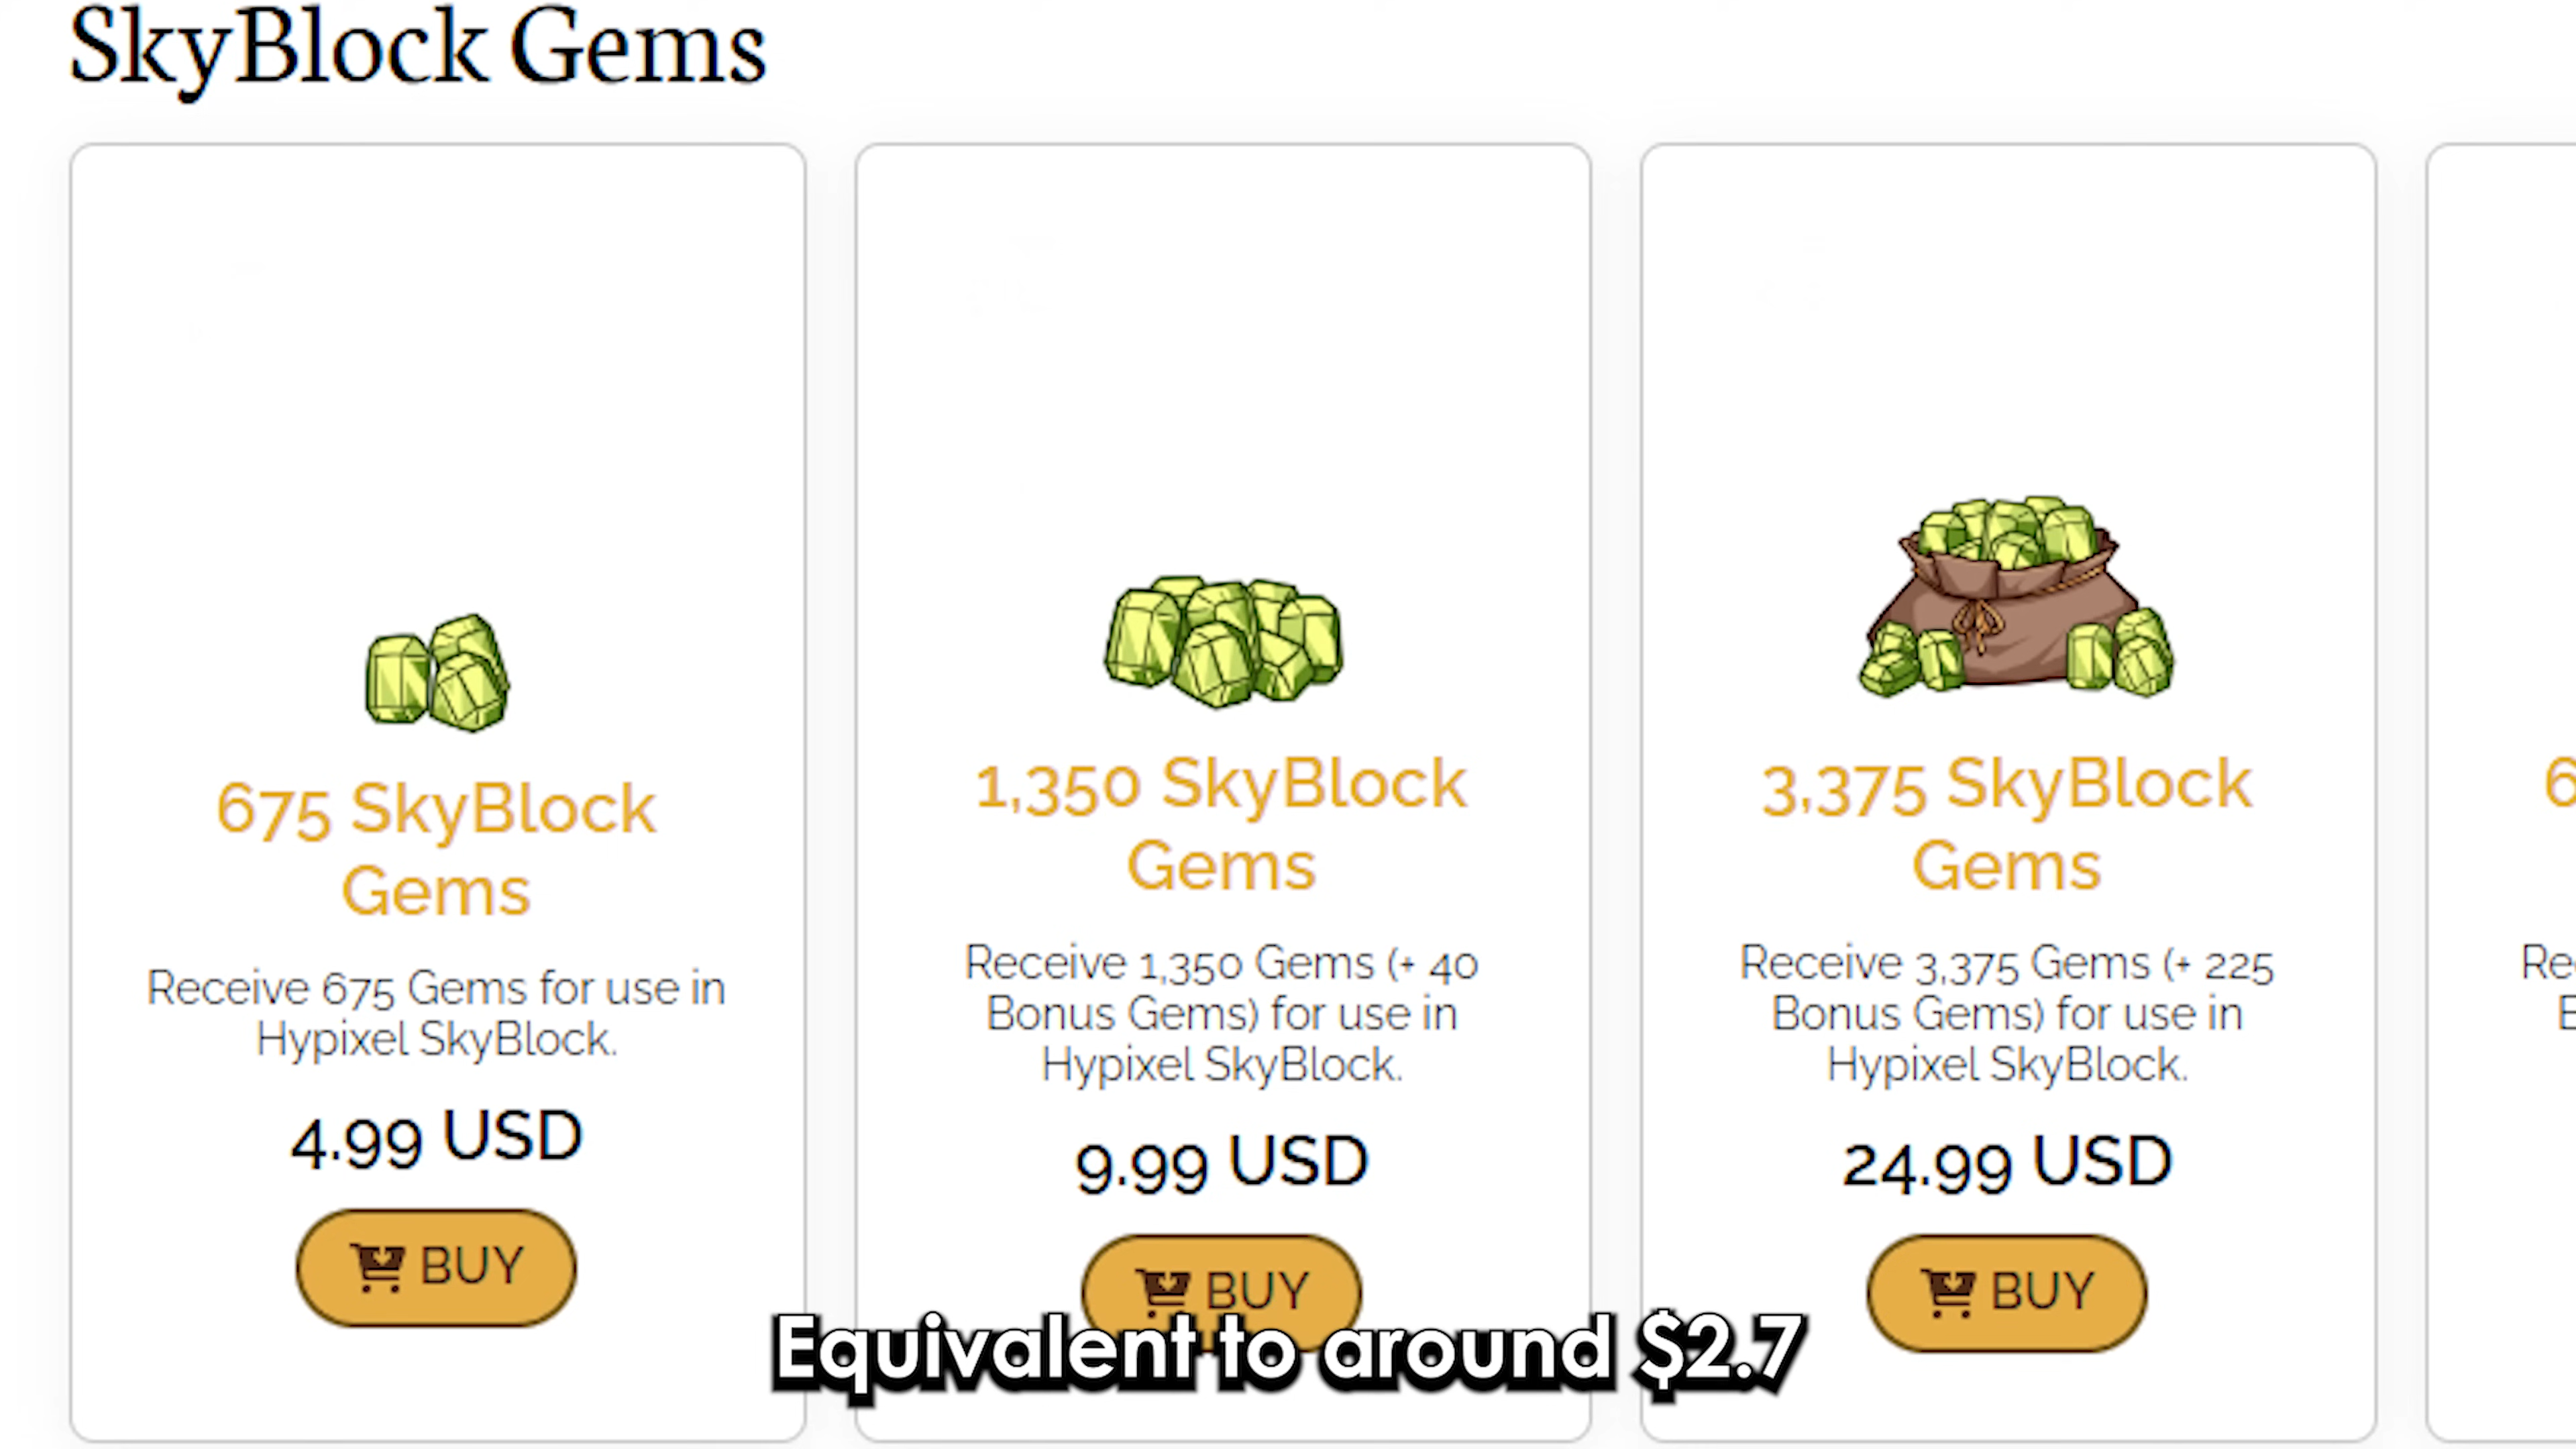 SkyBlock Gems
675 SkyBlock
Gems
Receive 675 Gems for use in
Hypixel SkyBlock.
4.99 USD
BUY
1,350 SkyBlock
Gems
Receive 1,350 Gems (+ 40
Bonus Gems) for use in
Hypixel SkyBlock.
9.99 USD
BUY
3,375 SkyBlock
Gems
Receive 3,375 Gems (+ 225
Bonus Gems) for use in
Hypixel SkyBlock.
24.99 USD
BUY
Equivalent to around $2.7